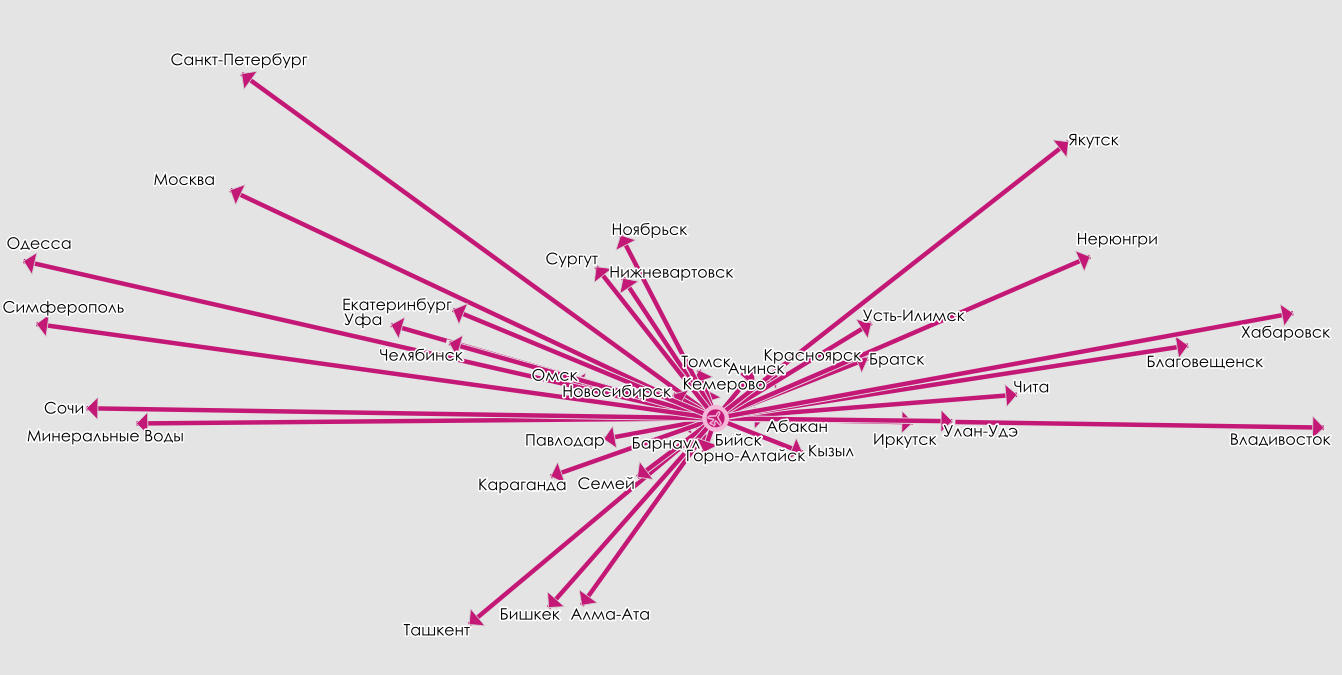 Санкт-Петербург
Якутск
Москва
Ноябрьск
Нерюнгри
Одесса
Сургут
Нижневартовск
Симферополь
Екатеринбург
Уфа
Усть-Илимск
Хабаровск
Челябинск
Томск
Красноярск
Братск
Благовещенск
Ачинск
Омск
Новосибирск
Кемерово
Чита
Сочи
Абакан
Минеральные Воды
Павлодар
Барнаул
Бийск
Иркутск
Улан-Удэ
Владивосток
Горно-Алтайск
Кызыл
Караганда
Семей
Бишкек
Алма-Ата
Ташкент